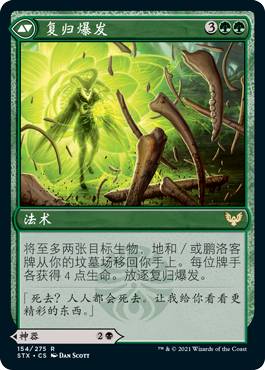 复归爆发
3
法术
将至多两张目标生物、地和/或鹏洛客
牌从你的坟墓场移回你手上。每位牌手
各获得4点生命。放逐复归爆发。
「死去?人人都会死去。让我给你看看更
精彩的东西。」
神器 2
154/275 R
STX • CS DAN SCOTT
™ & © 2021 Wizards of the Coast